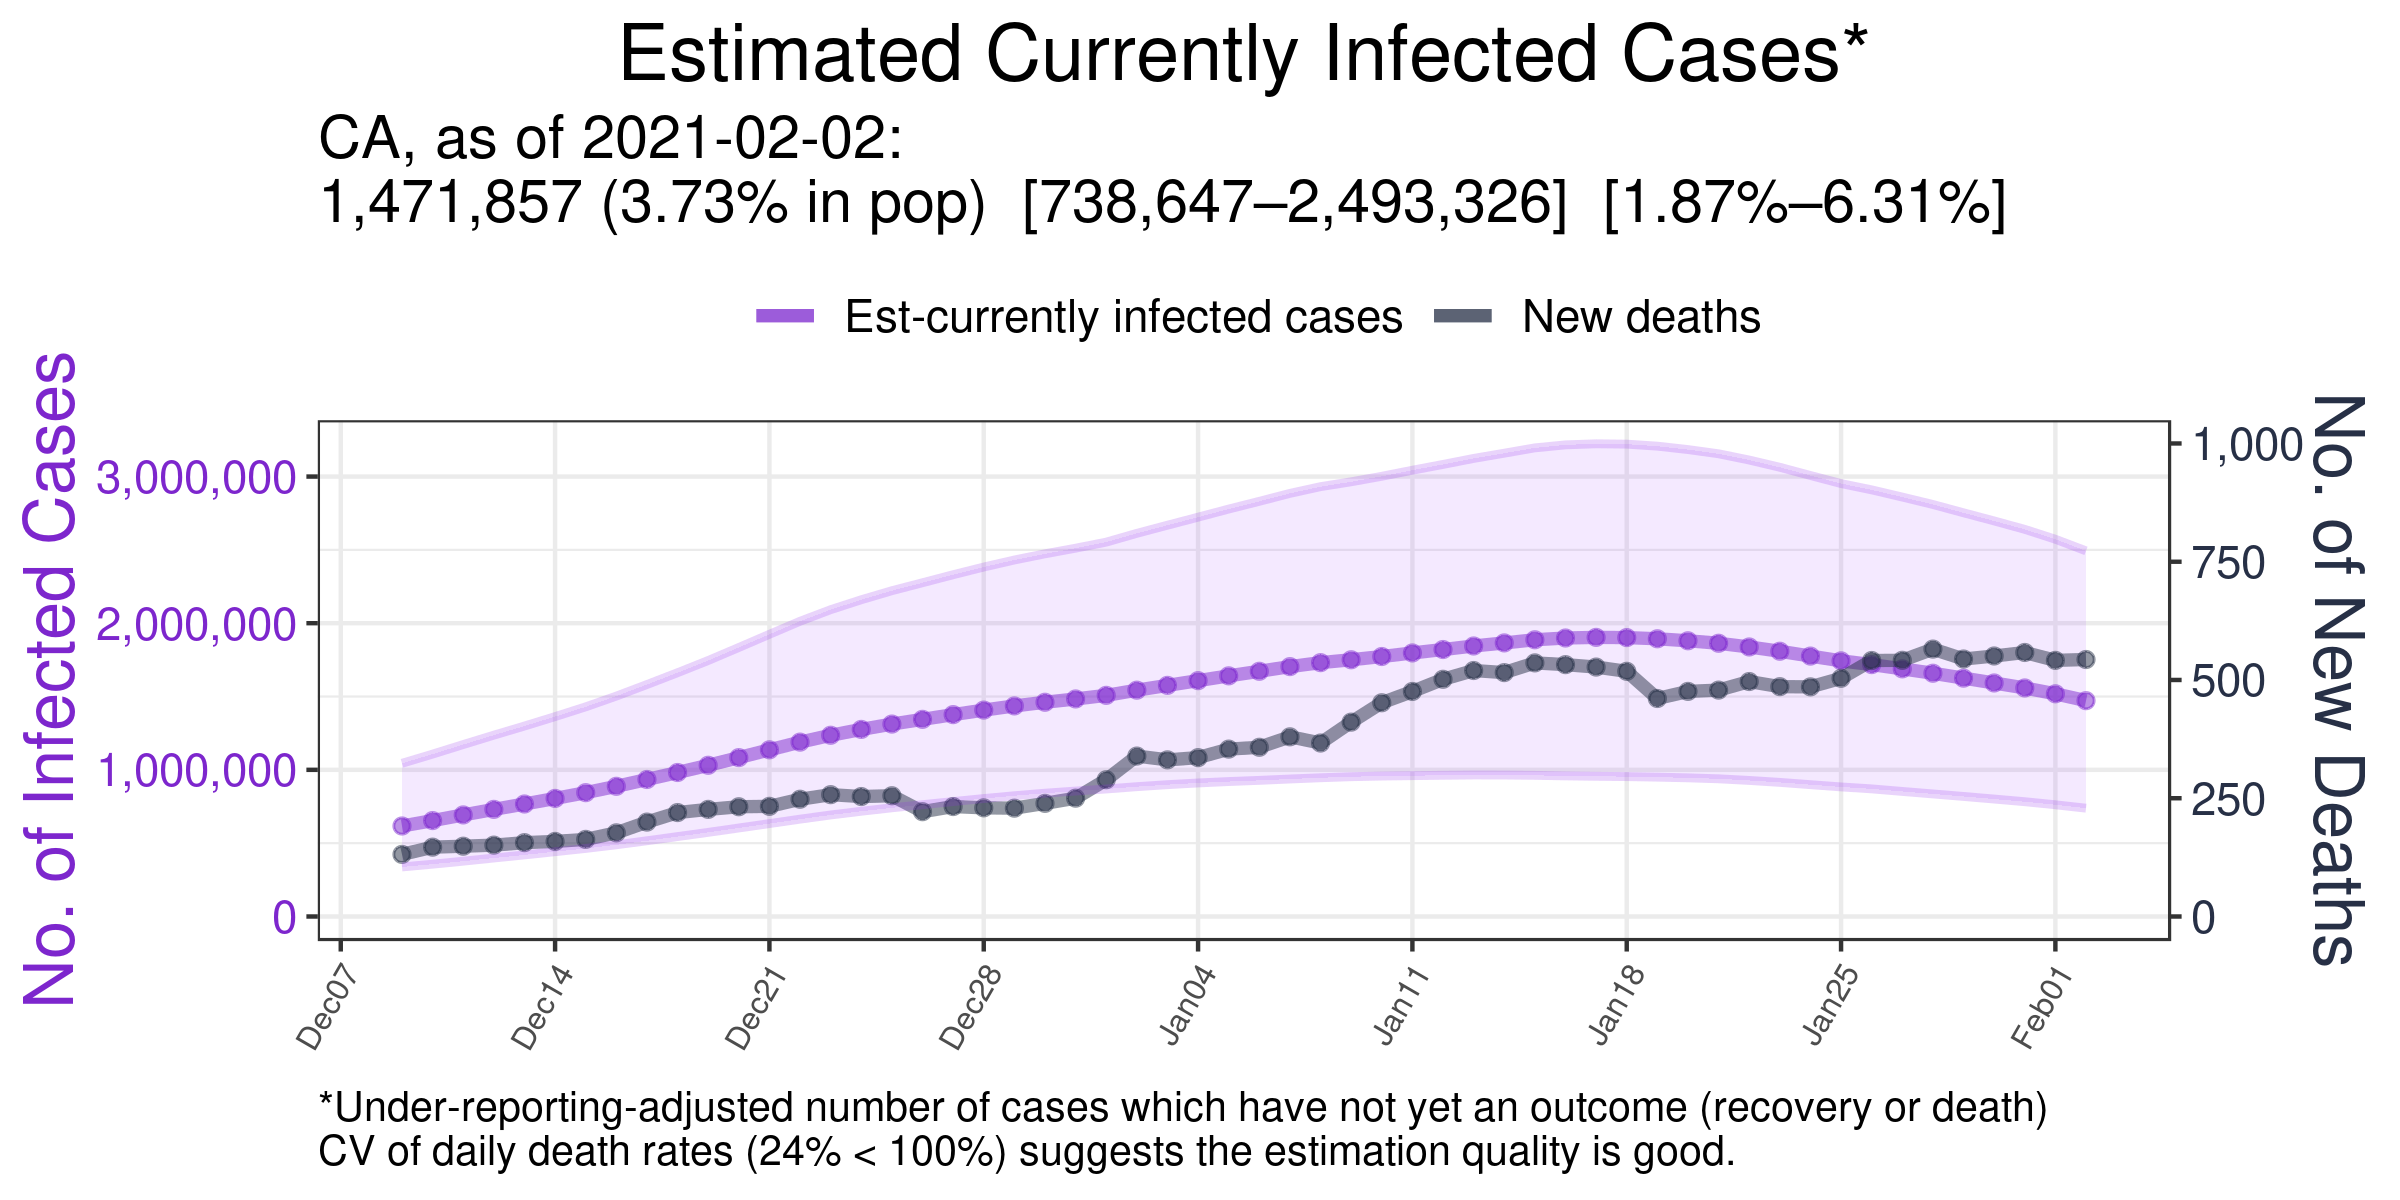 Estimated Currently Infected Cases*
CA, as of 2021-02-02:
1,471,857 (3.73% in pop)  [738,647–2,493,326]  [1.87%–6.31%]
Est-currently infected cases
New deaths
No. of Infected Cases
3,000,000
2,000,000
1,000,000
0
1,000
750
500
250
0
No. of New Deaths
Dec07
Dec14
Dec21
Dec28
Jan04
Jan11
Jan18
Jan25
Feb01
*Under-reporting-adjusted number of cases which have not yet an outcome (recovery or death)
CV of daily death rates (24% < 100%) suggests the estimation quality is good.